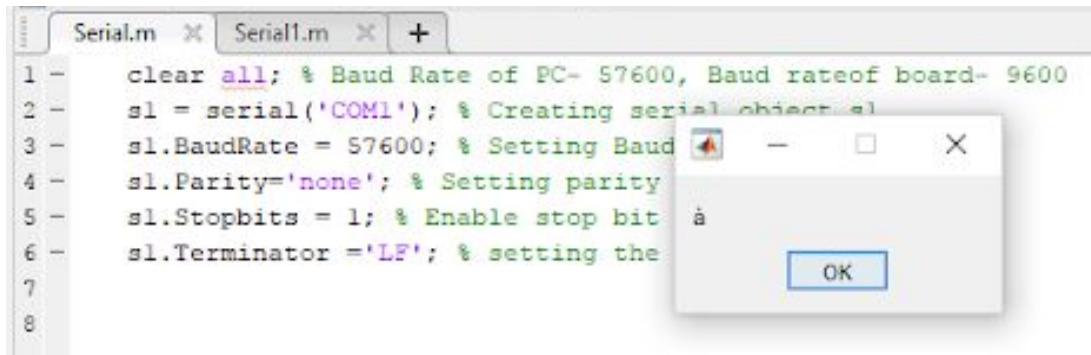 Serial.m Serial1.m +
1 - clear all; % Baud Rate of PC- 57600, Baud rateof board- 9600
2 - s1 = serial('COM1'); % Creating serial object s1
3 - s1.BaudRate = 57600; % Setting Baud
4 - s1.Parity='none'; % Setting parity
5 - s1.Stopbits = 1; % Enable stop bit
6 - s1.Terminator ='LF'; % setting the
7
8
à
OK